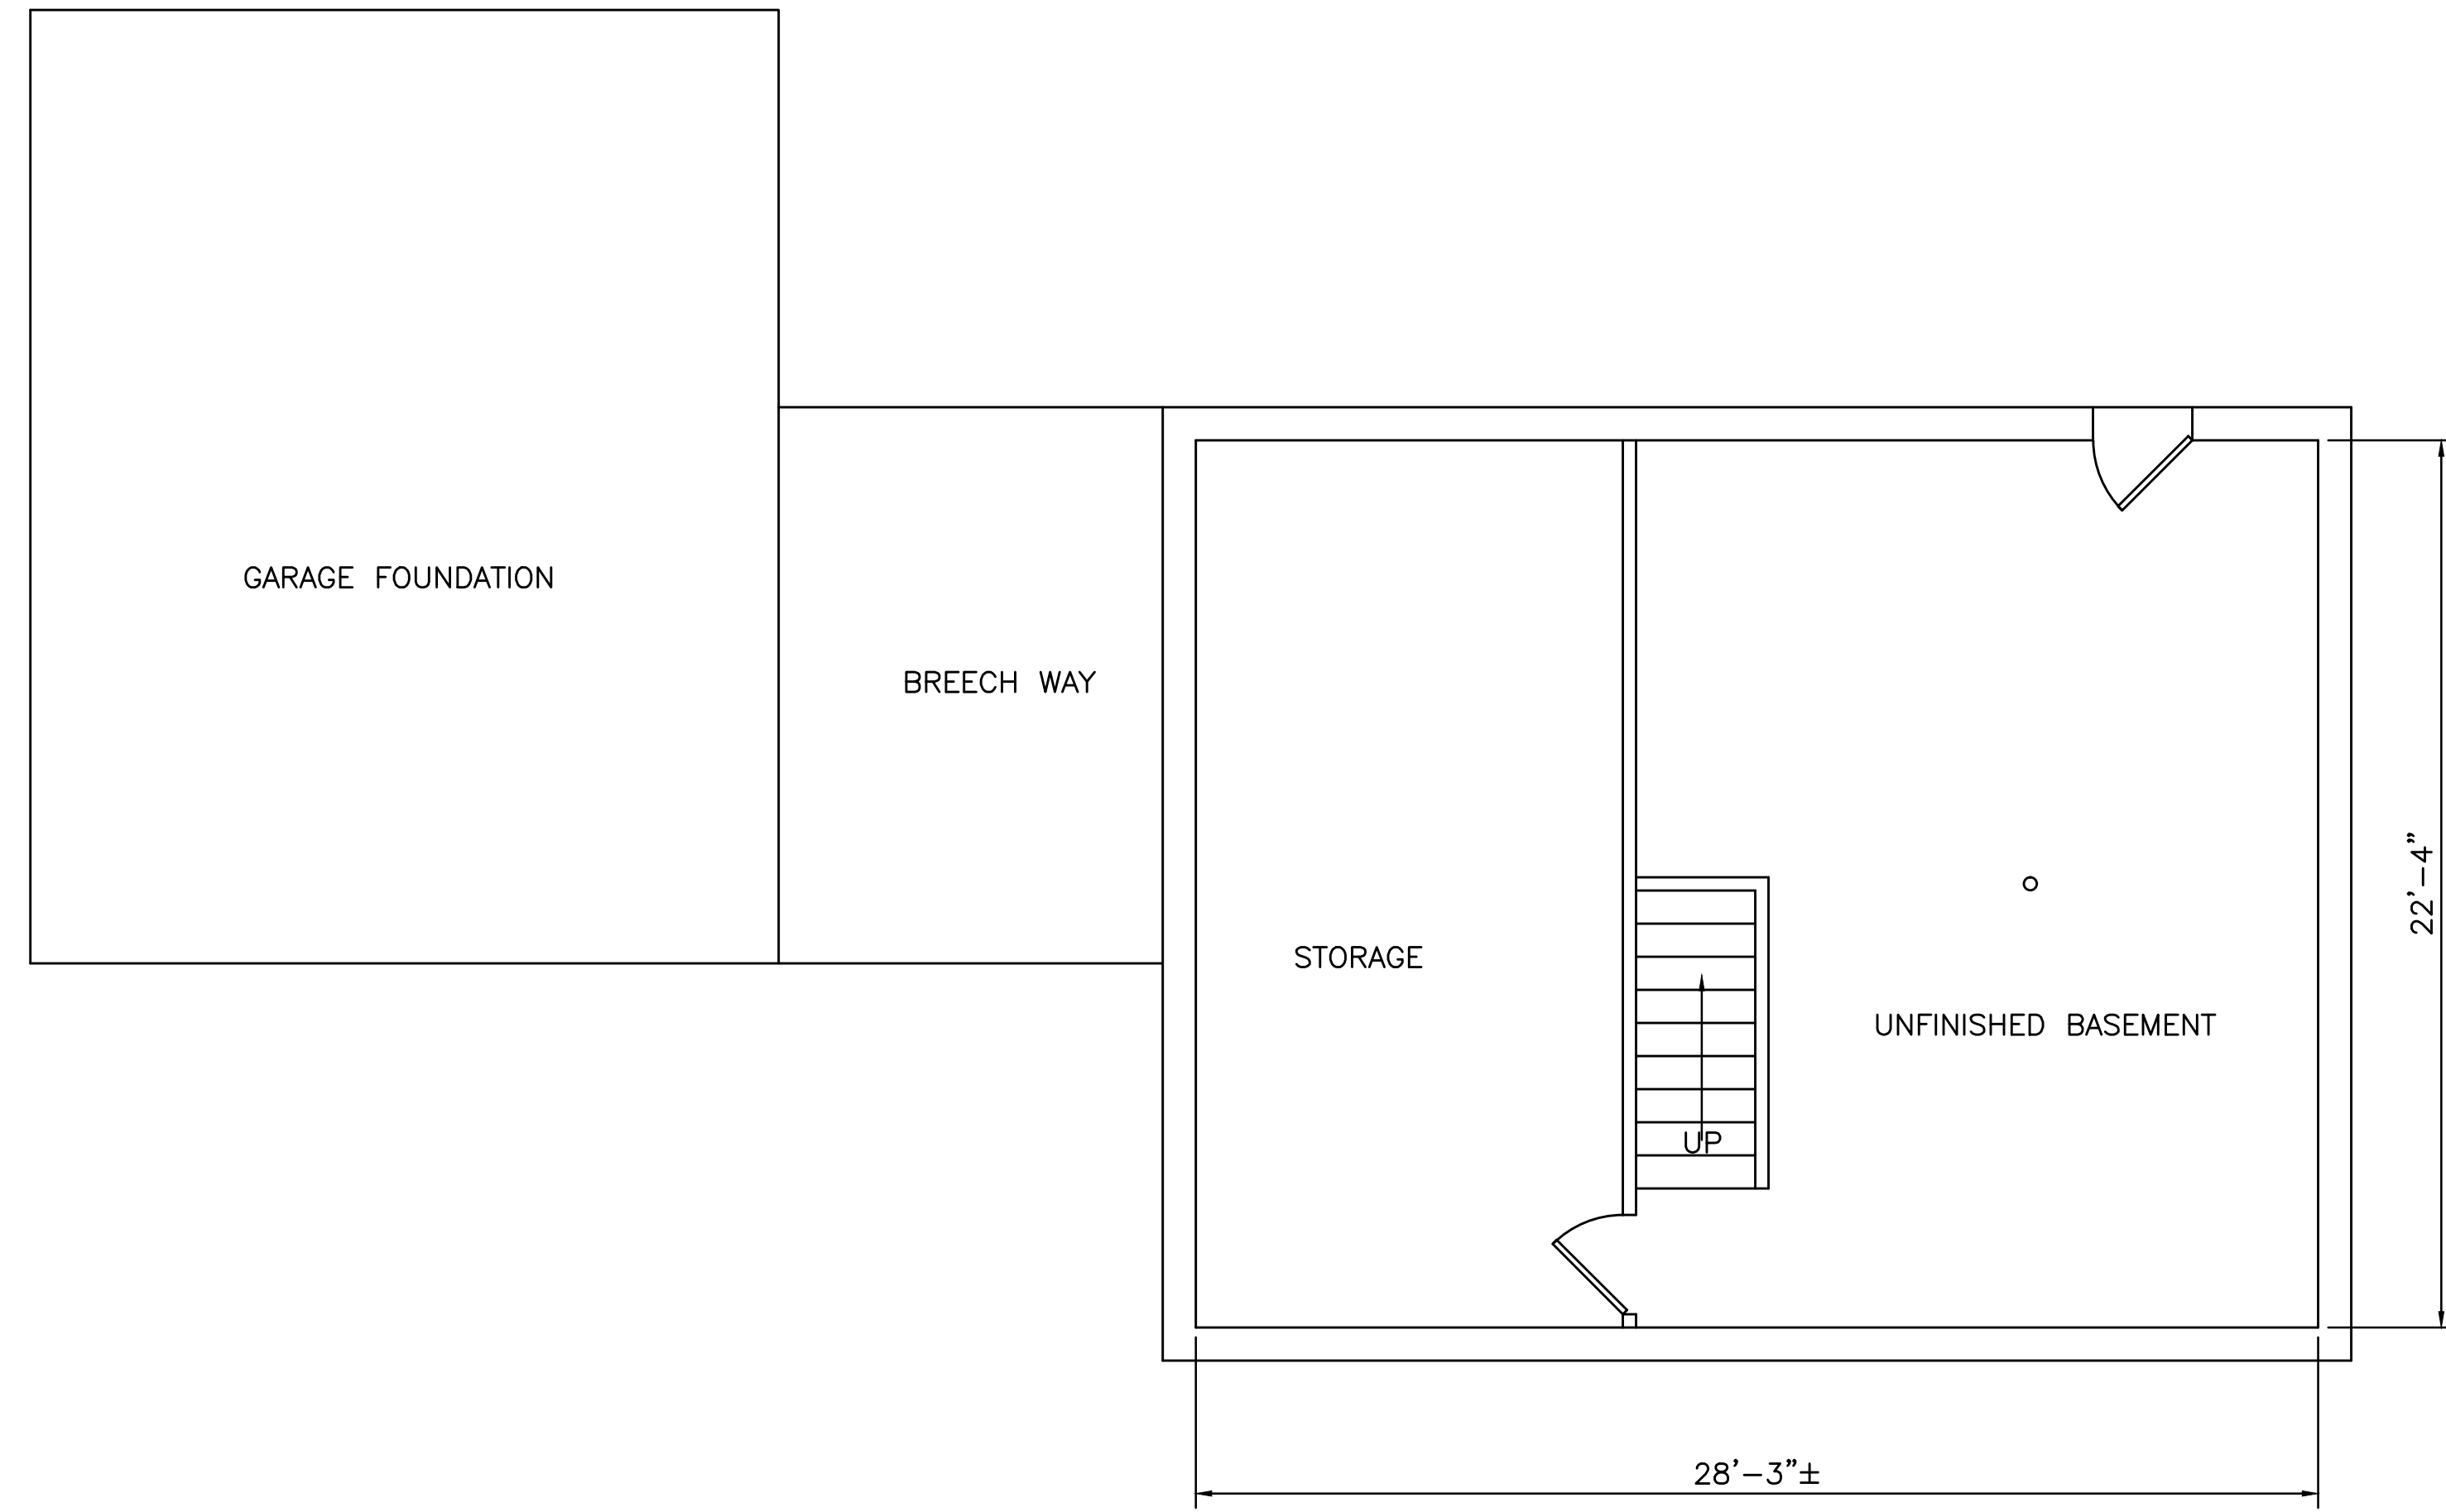 GARAGE FOUNDATION
BREECH WAY
STORAGE
UNFINISHED BASEMENT
UP
22'-4"
28'-3"±